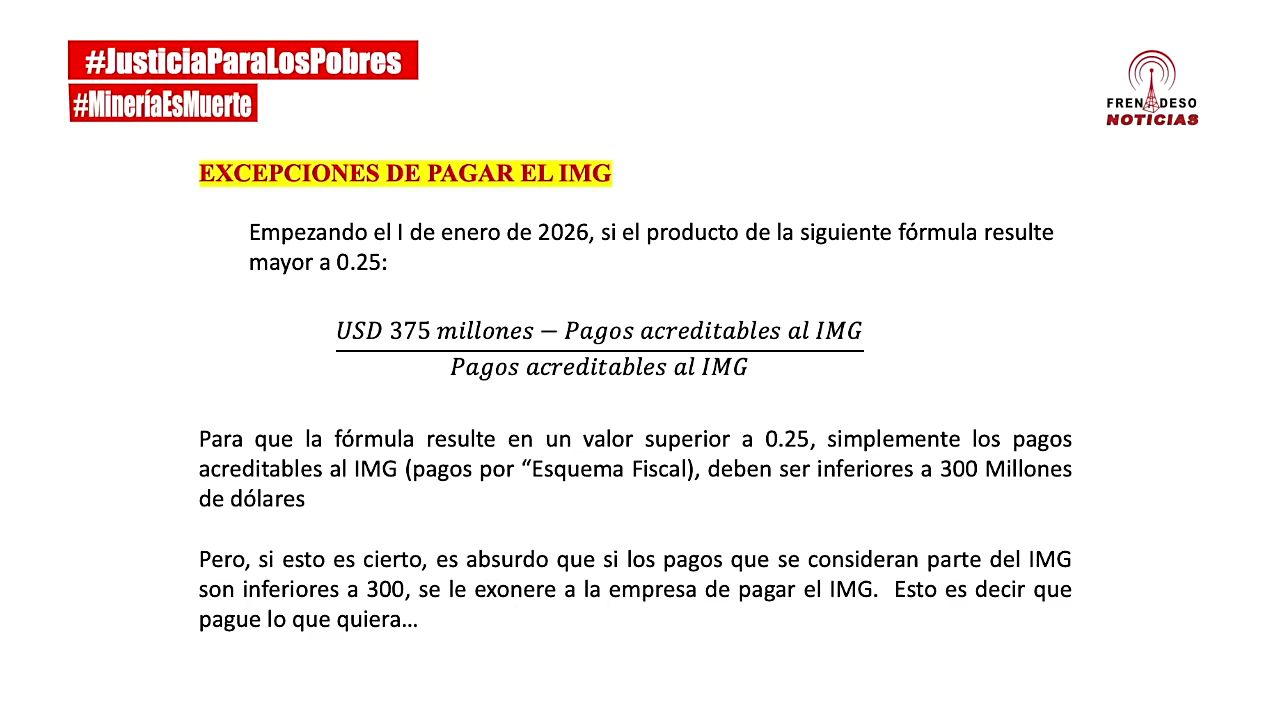 #JusticiaParaLosPobres
#MineríaEsMuerte
FRENADESO
NOTICIAS
EXCEPCIONES DE PAGAR EL IMG
Empezando el I de enero de 2026, si el producto de la siguiente fórmula resulte
mayor a 0.25:
USD 375 millones − Pagos acreditables al IMG
Pagos acreditables al IMG
Para que la fórmula resulte en un valor superior a 0.25, simplemente los pagos
acreditables al IMG (pagos por “Esquema Fiscal), deben ser inferiores a 300 Millones
de dólares
Pero, si esto es cierto, es absurdo que si los pagos que se consideran parte del IMG
son inferiores a 300, se le exonere a la empresa de pagar el IMG.  Esto es decir que
pague lo que quiera...